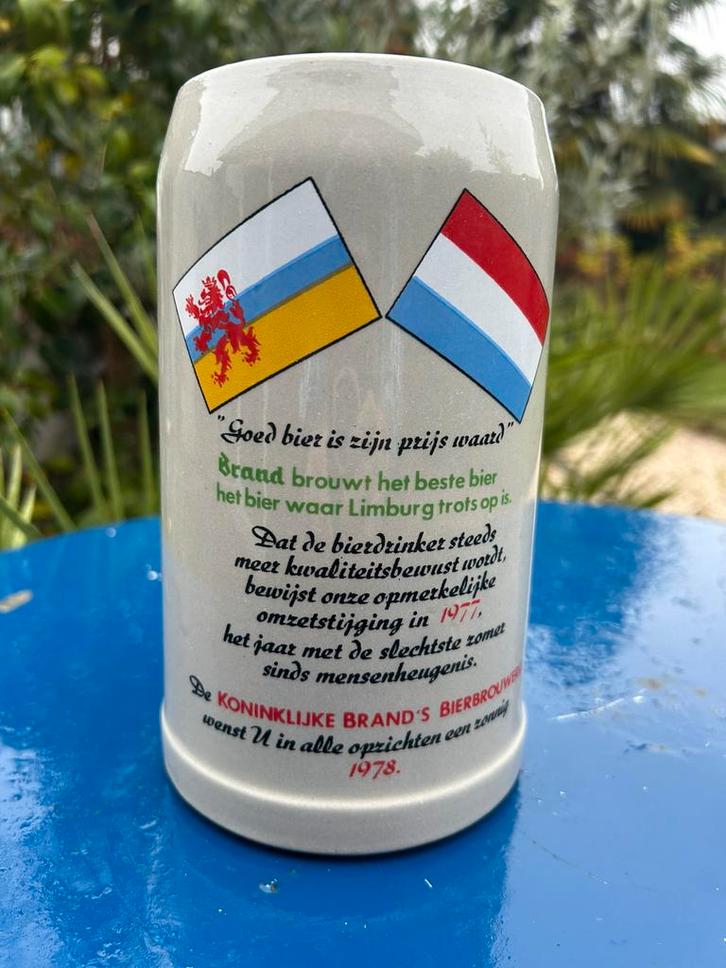 "Goed bier is zijn prijs waard"
Brand brouwt het beste bier
het bier waar Limburg trots op is.
Dat de bierdrinker steeds
meer kwaliteitsbewust wordt,
bewijst onze opmerkelijke
omzetstijging in 1977,
het jaar met de slechtste zomer
sinds mensenheugenis.
De KONINKLIJKE BRAND'S
wenst U in alle opzichten een zonnig
1978.